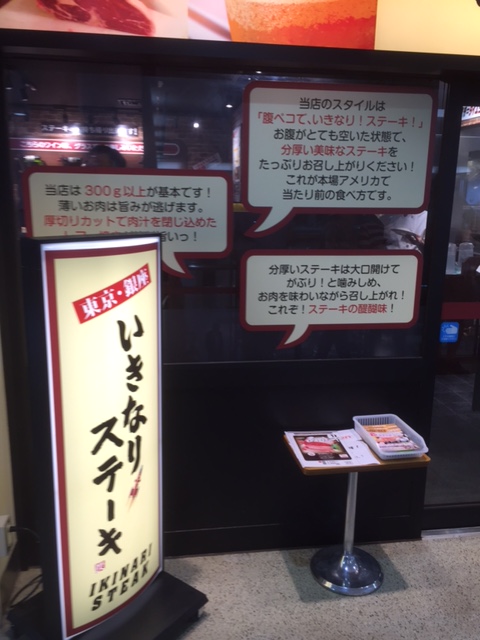 当店のスタイルは
「腹ペコで、いきなり!ステーキ!」
お腹がとても空いた状態で、
分厚い美味なステーキを
たっぷりお召し上がりください!
これが本場アメリカで
当たり前の食べ方です。
当店は300g以上が基本です!
薄いお肉は旨みが逃げます。
厚切りカットで肉汁を閉じ込めた
旨いっ!
分厚いステーキは大口開けて
がぶり!と噛みしめ、
お肉を味わいながら召し上がれ!
これぞ!ステーキの醍醐味!
東京・銀座
いきなり
ステーキ
IKINARI
STEAK